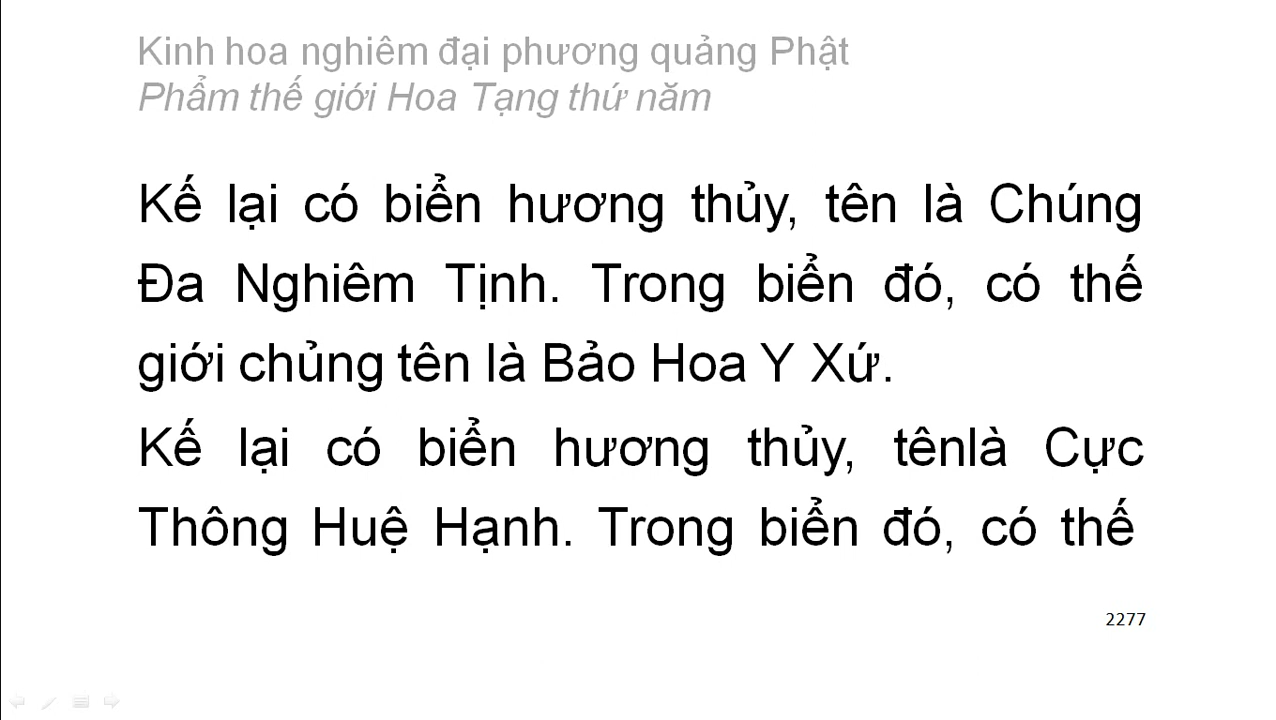 Kinh hoa nghiêm đại phương quảng Phật
Phẩm thế giới Hoa Tạng thứ năm
Kế lại có biển hương thủy, tên là Chúng
Đa Nghiêm Tịnh. Trong biển đó, có thế
giới chủng tên là Bảo Hoa Y Xứ.
Kế lại có biển hương thủy, tênlà Cực
Thông Huệ Hạnh. Trong biển đó, có thế
2277